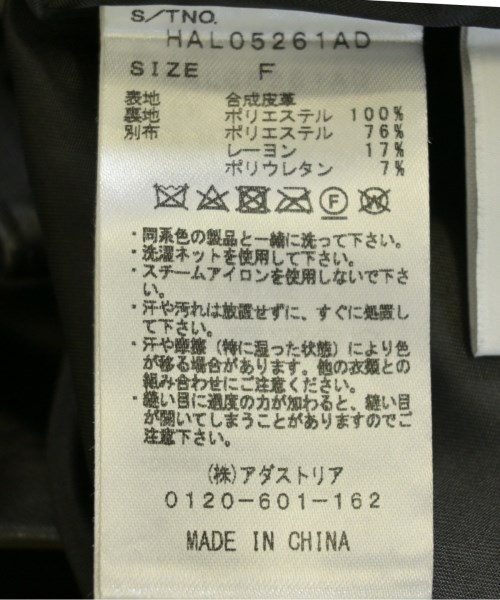 S/TNO.
HAL05261AD
SIZE F
表地 合成皮革
裏地 ポリエステル 100%
別布 ポリエステル 76%
レーヨン 17%
ポリウレタン 7%
F W
・同系色の製品と一緒に洗って下さい。
・洗濯ネットを使用して下さい。
・スチームアイロンを使用しないで下さ
い。
・汗や汚れは放置せずに、すぐに処置し
て下さい。
・汗や摩擦（特に湿った状態）により色
が移る場合があります。他の衣類との
組み合わせにご注意ください。
・縫い目に過度の力が加わると、縫い目
が開いてしまうことがありますのでご
注意下さい。
(株)アダストリア
0120-601-162
MADE IN CHINA